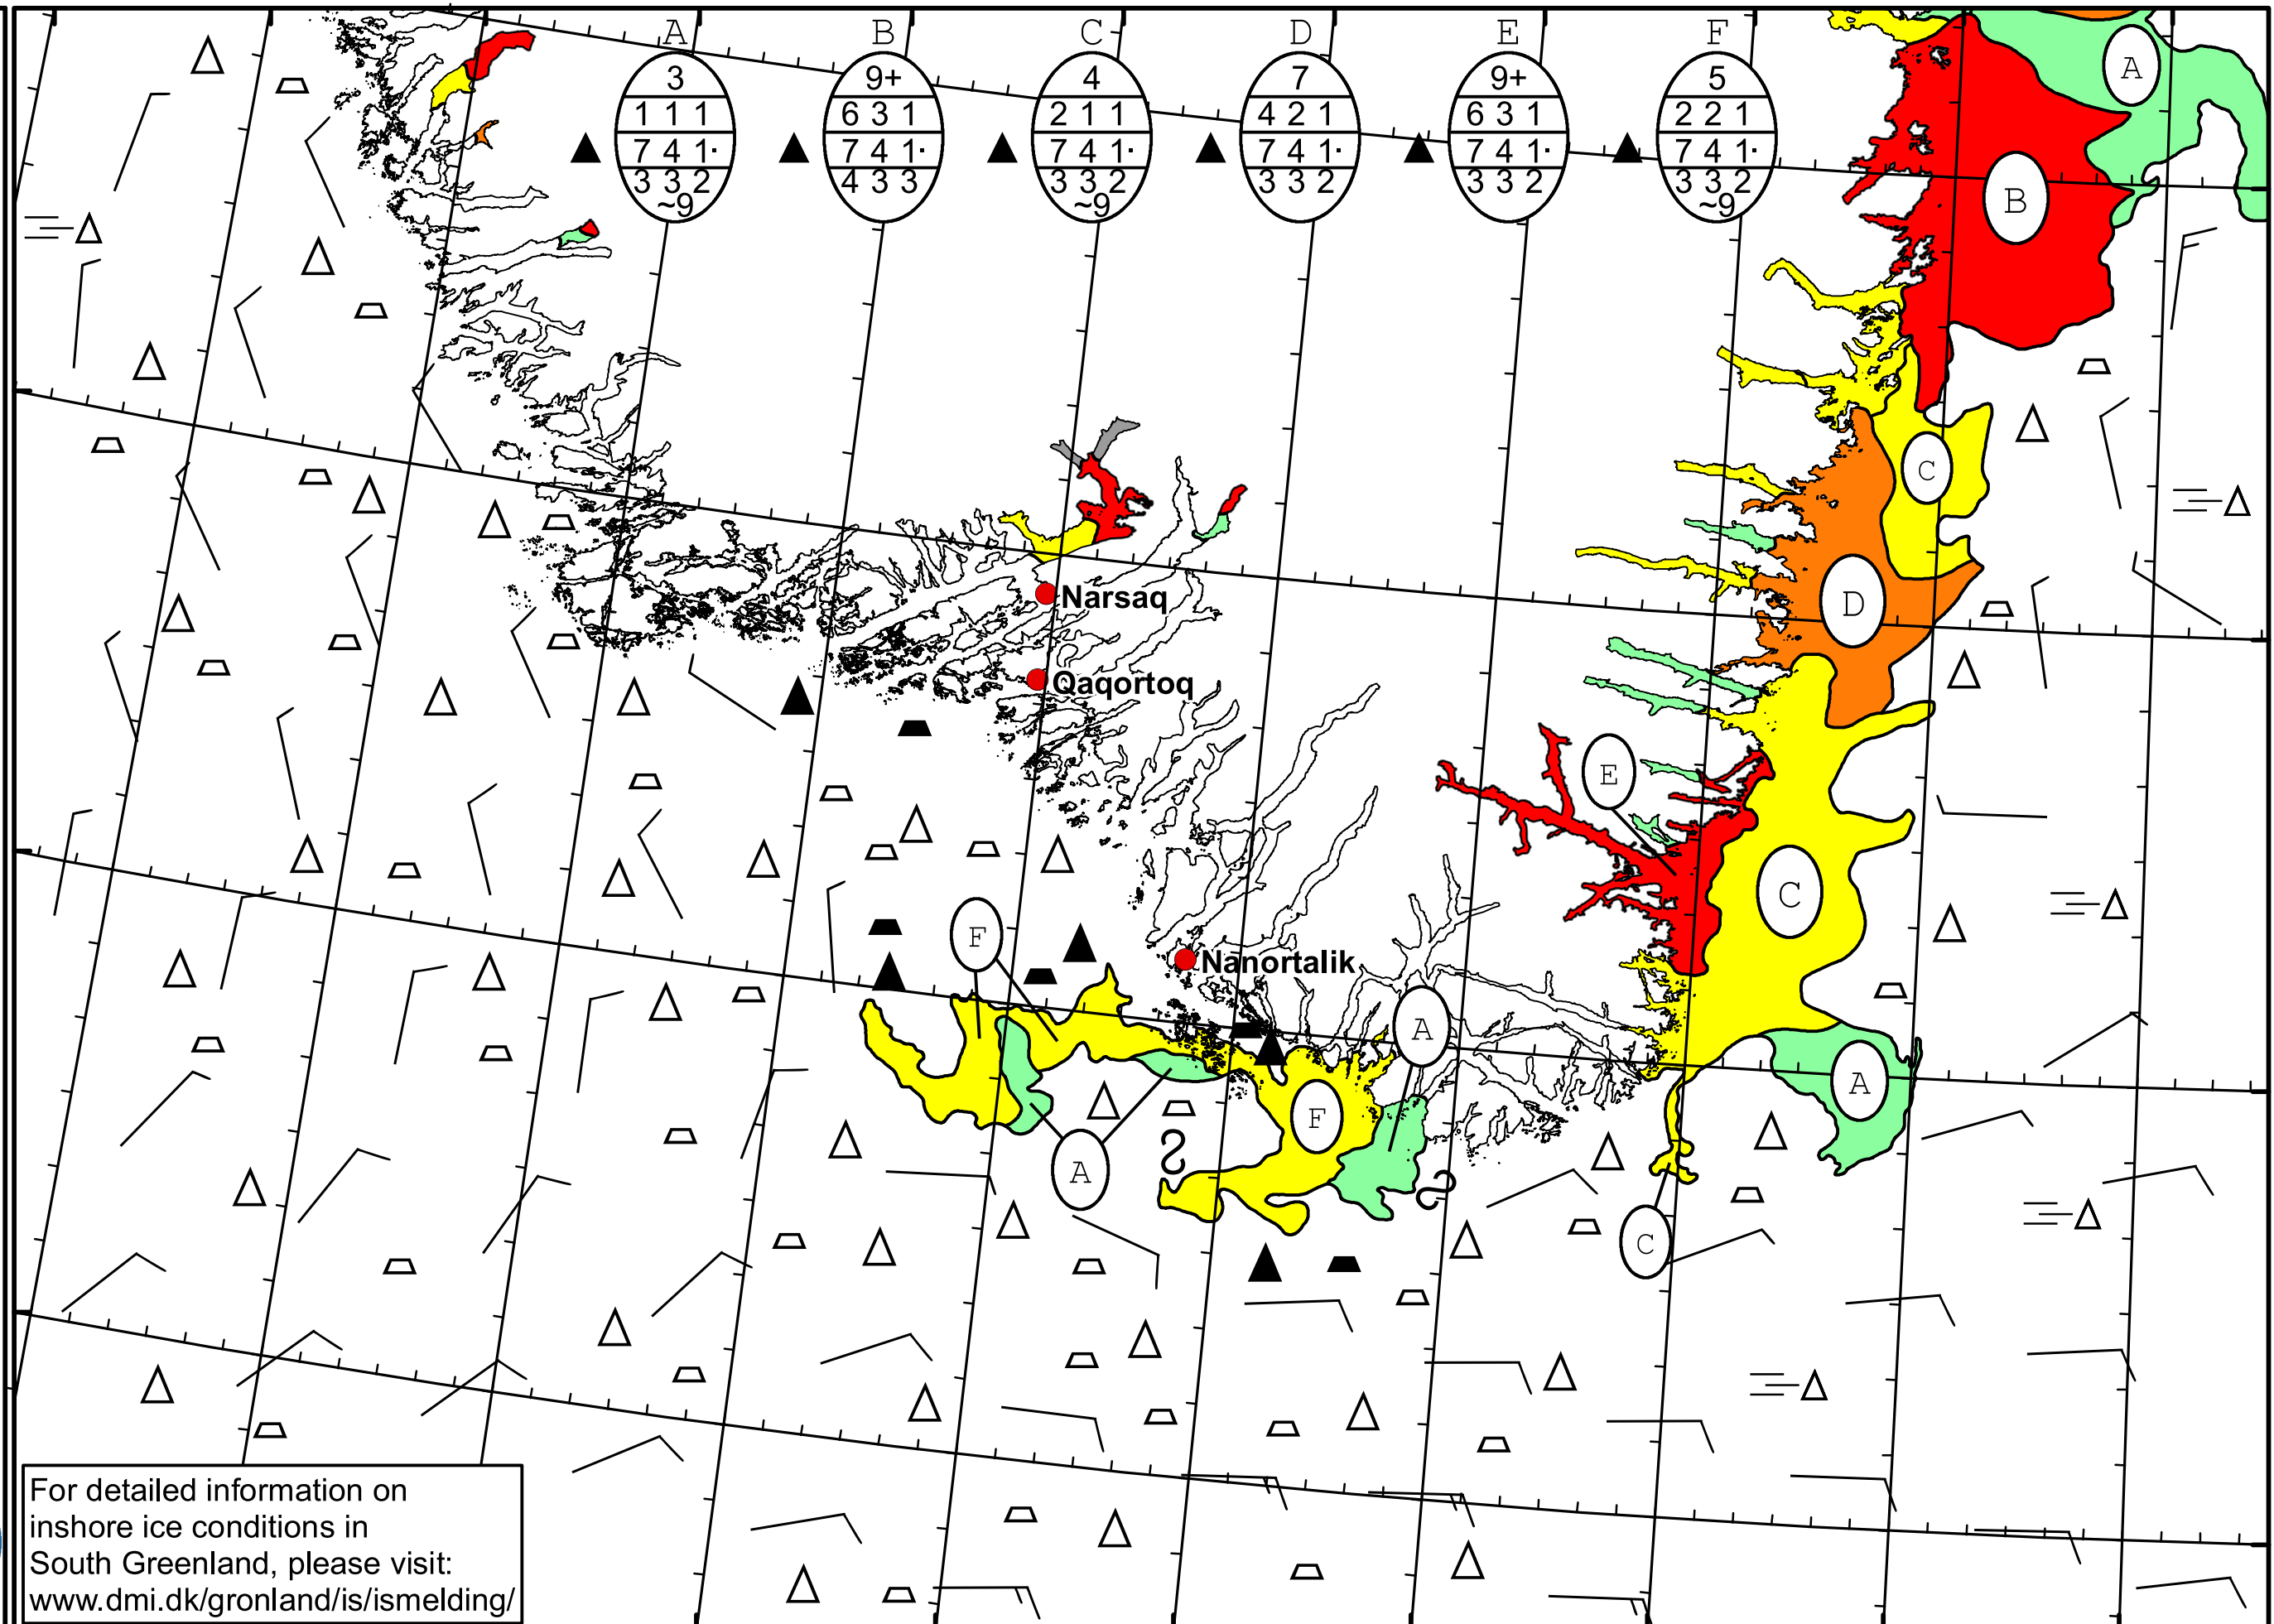 A B C D E F
3 9+ 4 7 9+ 5
1 1 1 6 3 1 2 1 1 4 2 1 6 3 1 2 2 1
7 4 1· 7 4 1· 7 4 1· 7 4 1· 7 4 1· 7 4 1·
3 3 2 4 3 3 3 3 2 3 3 2 3 3 2 3 3 2
~9 ~9 ~9
A
B
C
D
Narsaq
Qaqortoq
E
C
F
Nanortalik
A
A
F
A
C
For detailed information on
inshore ice conditions in
South Greenland, please visit:
www.dmi.dk/gronland/is/ismelding/